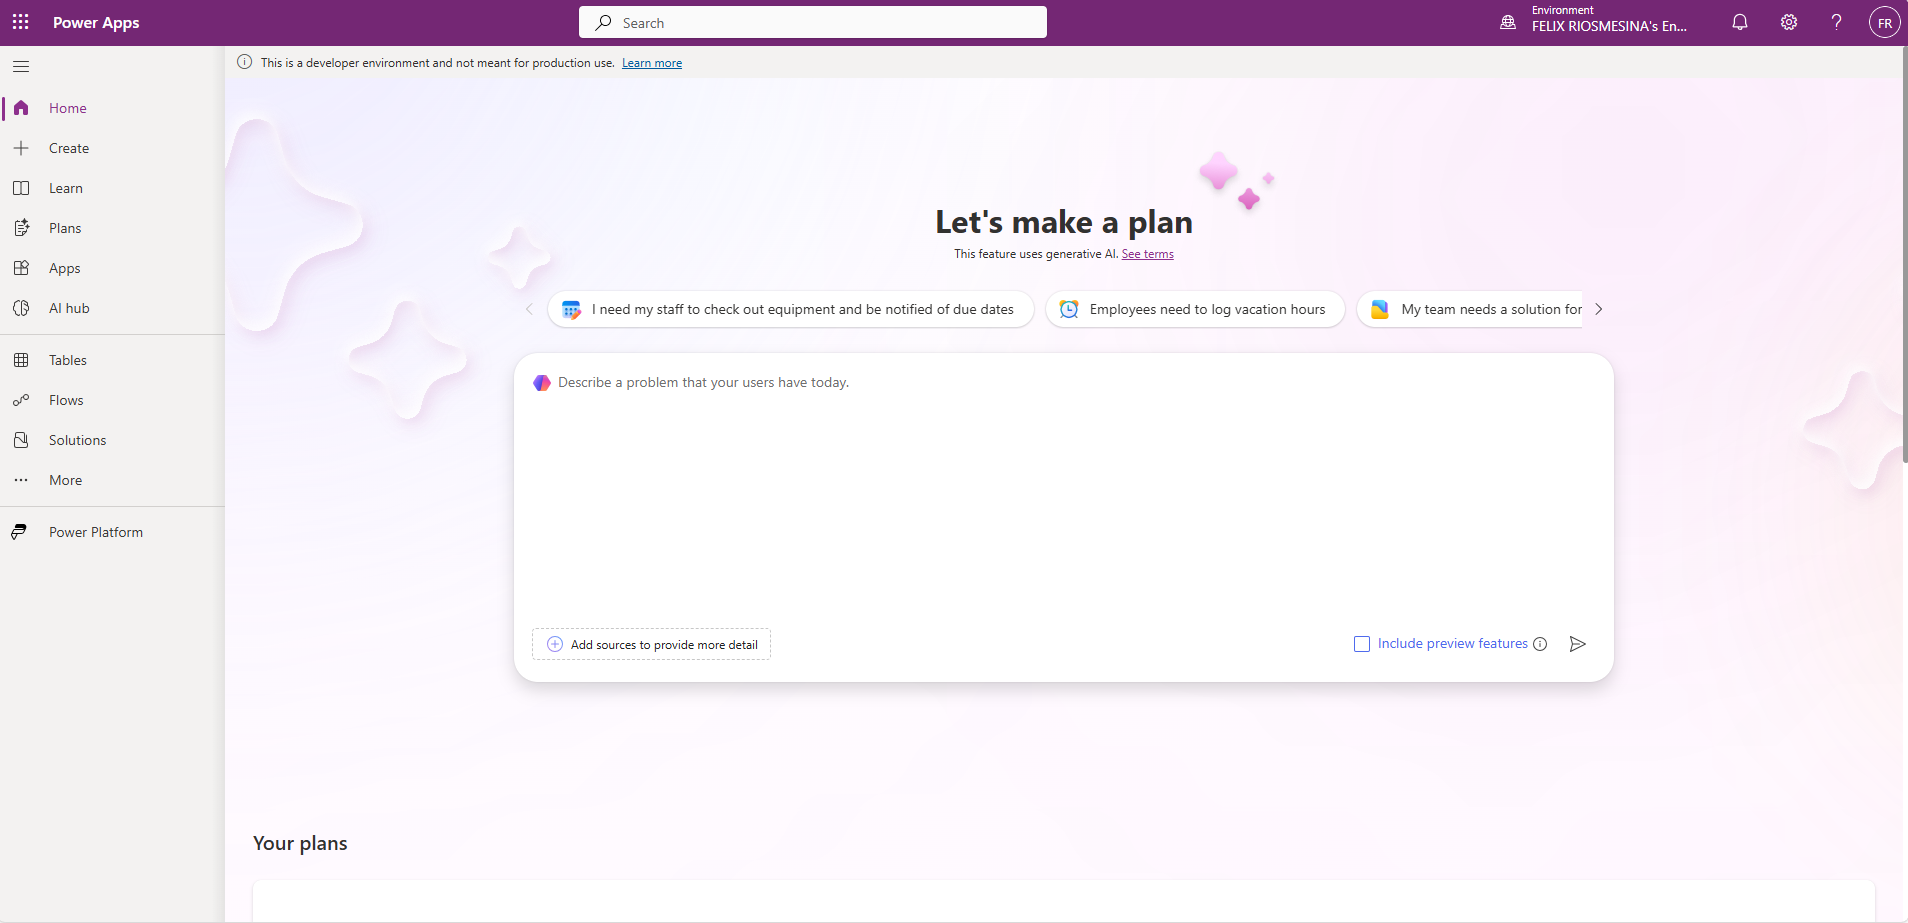 Power Apps
Search
Environment
FELIX RIOSMESINA's En...
FR
This is a developer environment and not meant for production use. Learn more
Home
Create
Learn
Plans
Apps
AI hub
Tables
Flows
Solutions
More
Power Platform
Let's make a plan
This feature uses generative AI. See terms
I need my staff to check out equipment and be notified of due dates
Employees need to log vacation hours
My team needs a solution for
Describe a problem that your users have today.
Add sources to provide more detail
Include preview features
Your plans